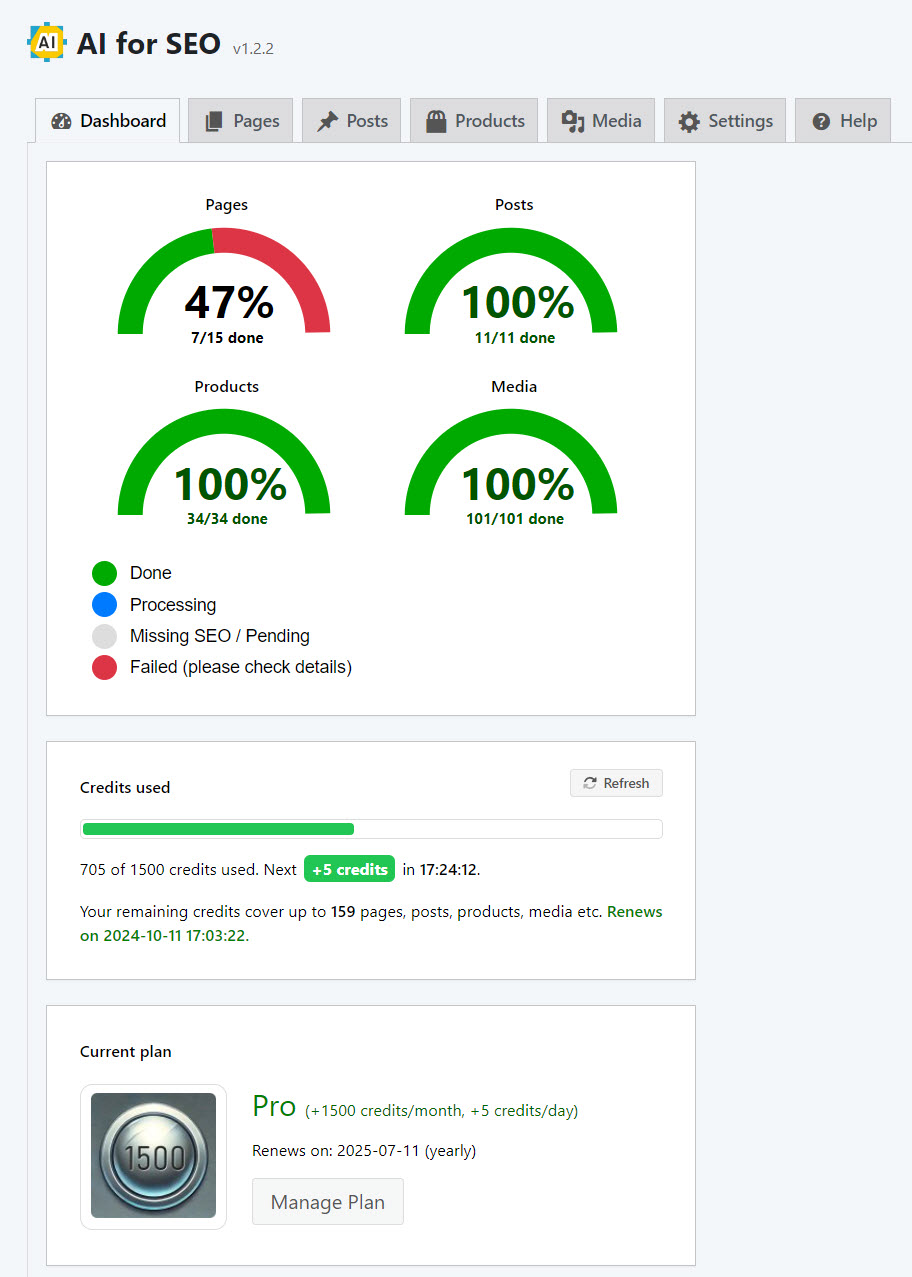 AI AI for SEO v1.2.2
Dashboard Pages Posts Products Media Settings Help
Pages Posts
47% 100%
7/15 done 11/11 done
Products Media
100% 100%
34/34 done 101/101 done
Done
Processing
Missing SEO / Pending
Failed (please check details)
Credits used Refresh
705 of 1500 credits used. Next +5 credits in 17:24:12.
Your remaining credits cover up to 159 pages, posts, products, media etc. Renews
on 2024-10-11 17:03:22.
Current plan
1500
Pro (+1500 credits/month, +5 credits/day)
Renews on: 2025-07-11 (yearly)
Manage Plan